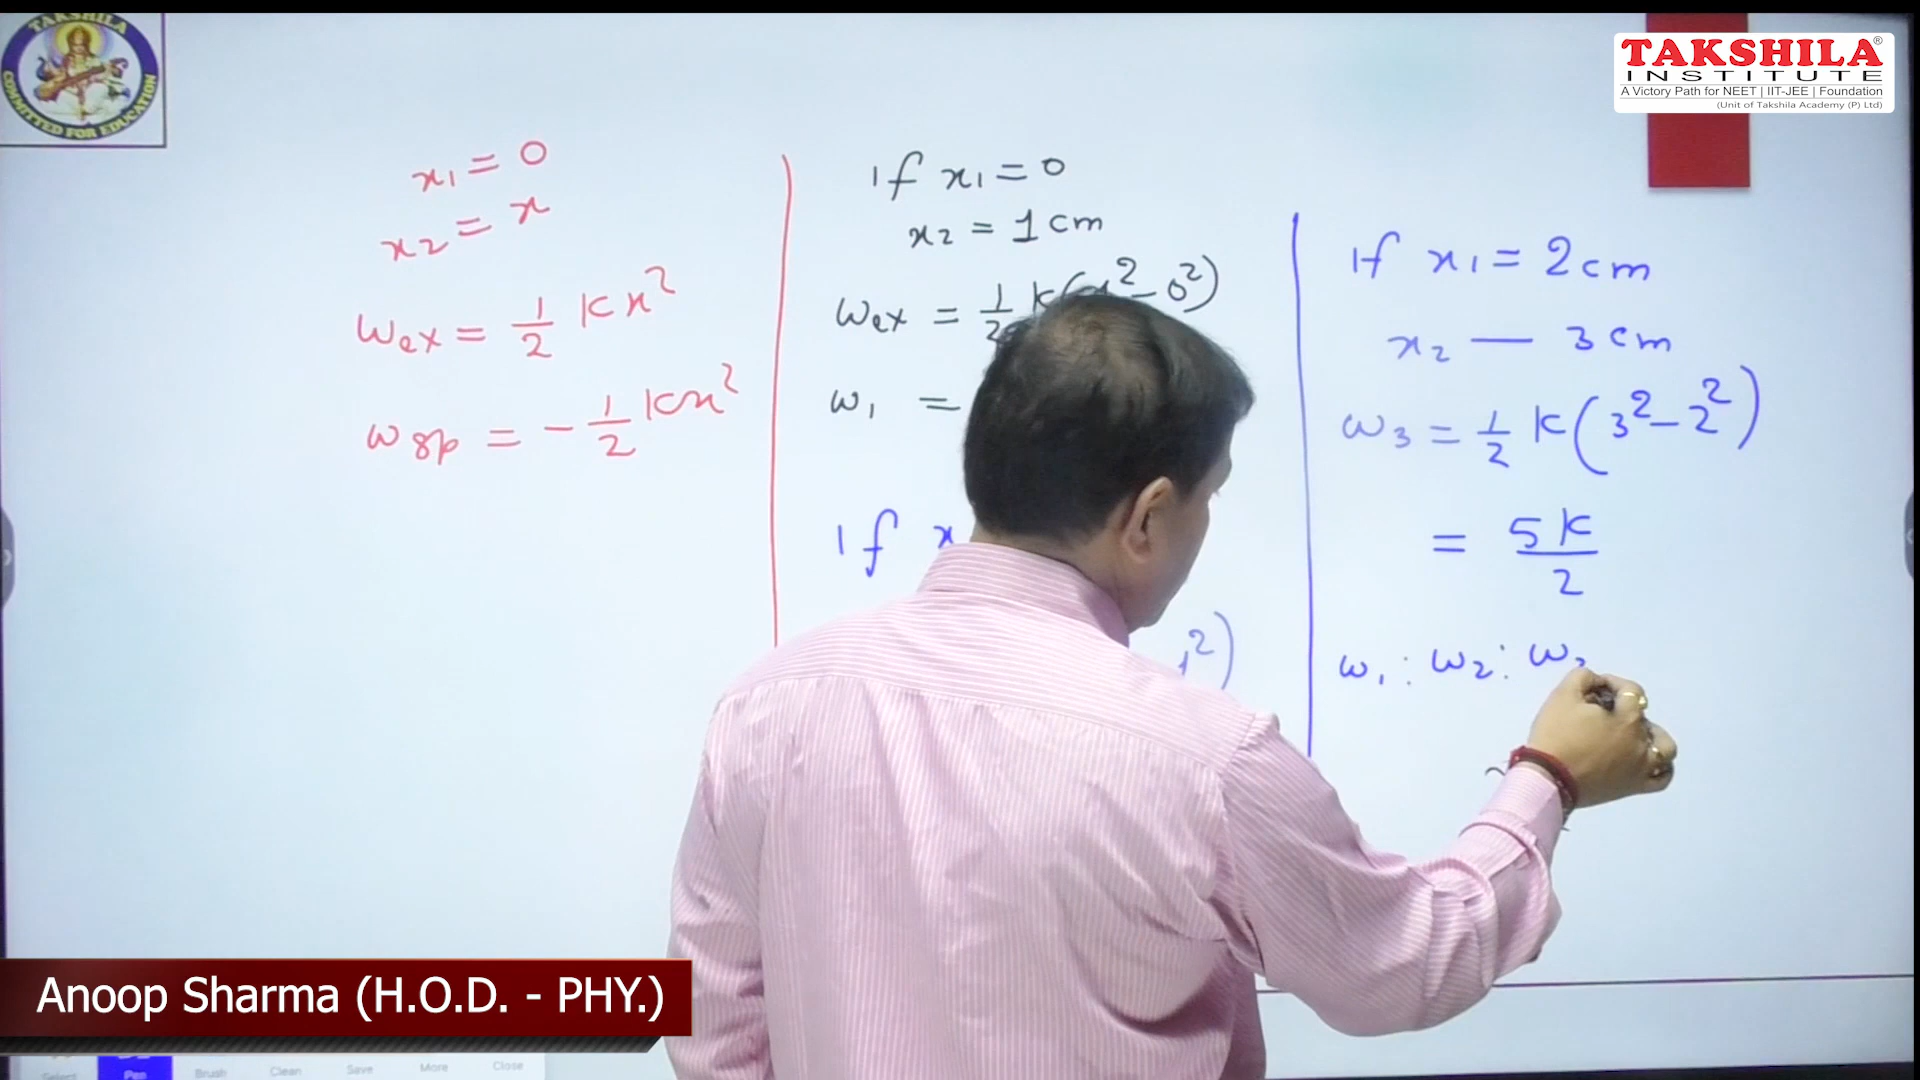 TAKSHILA
COMMITTED FOR EDUCATION
TAKSHILA®
INSTITUTE
A Victory Path for NEET | IIT-JEE | Foundation
(Unit of Takshila Academy (P) Ltd)
x₁ = 0
x₂ = x
Wex = 1/2 Kx²
Wsp = -1/2 Kx²
If x₁ = 0
x₂ = 1 cm
Wex = 1/2 K( ² - 0²)
W₁ =
If x
1²)
If x₁ = 2 cm
x₂ — 3 cm
W₃ = 1/2 K(3² - 2²)
= 5K/2
W₁ : W₂ : W
Anoop Sharma (H.O.D. - PHY.)
Select Pen Brush Clean Save More Close